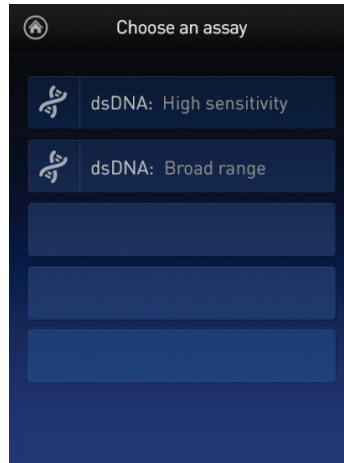 Choose an assay
dsDNA: High sensitivity
dsDNA: Broad range